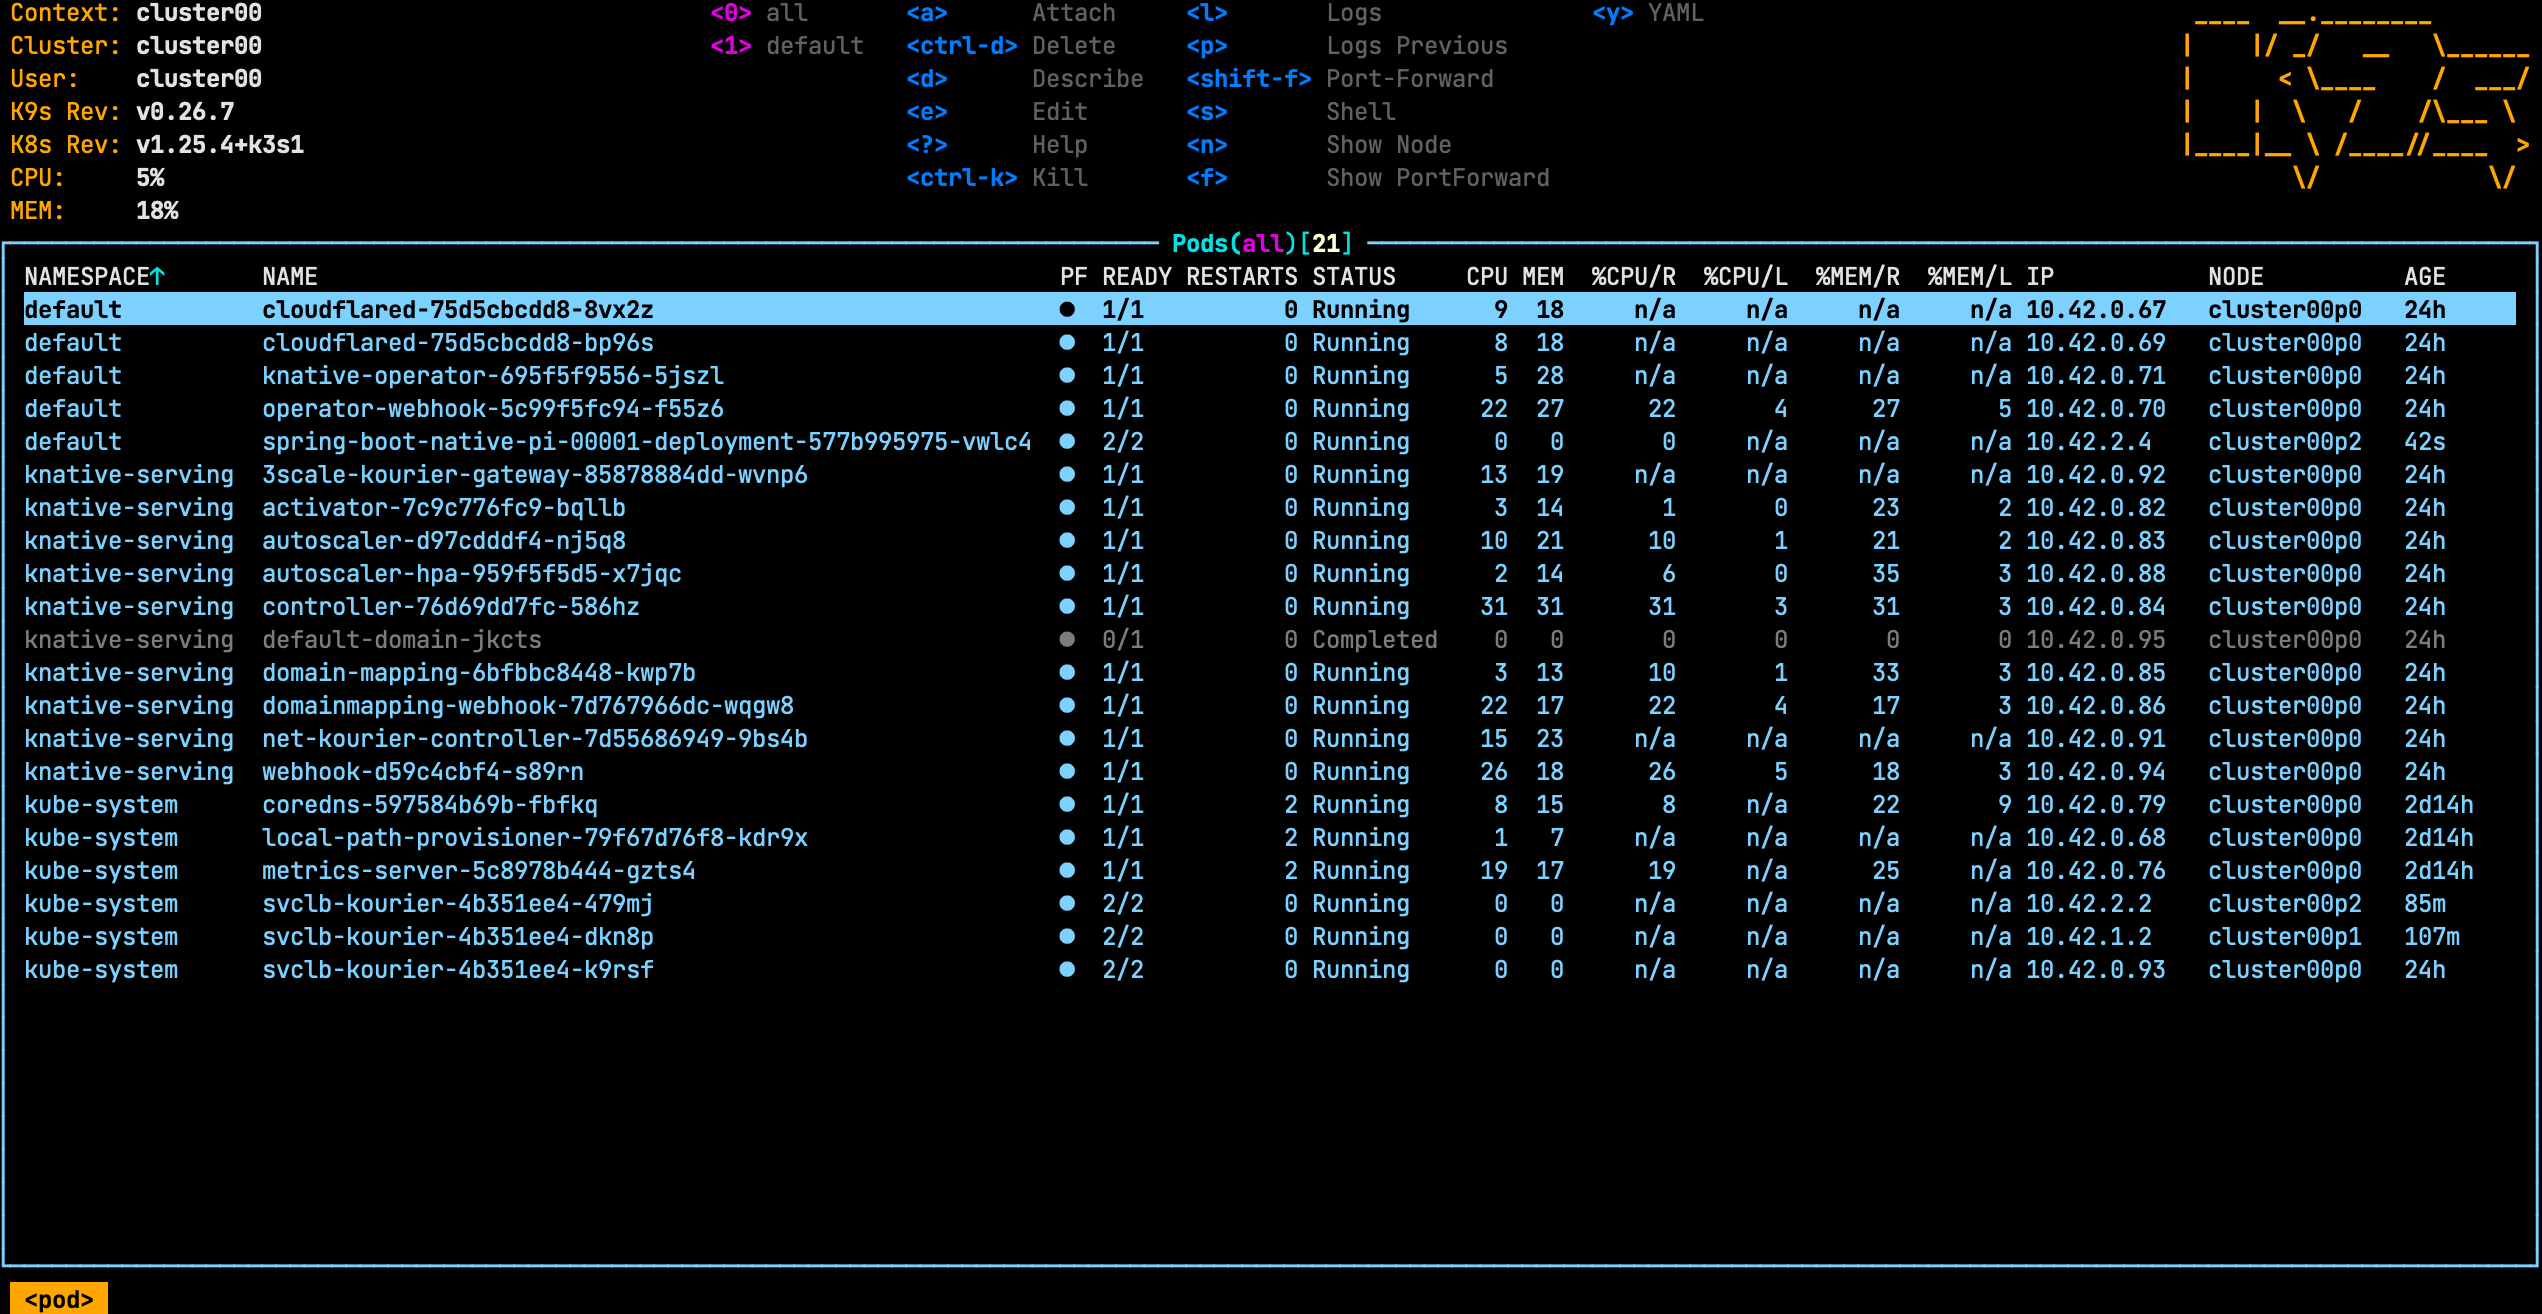 Context: cluster00 <0> all <a> Attach <l> Logs <y> YAML
Cluster: cluster00 <1> default <ctrl-d> Delete <p> Logs Previous
User: cluster00 <d> Describe <shift-f> Port-Forward
K9s Rev: v0.26.7 <e> Edit <s> Shell
K8s Rev: v1.25.4+k3s1 <?> Help <n> Show Node
CPU: 5% <ctrl-k> Kill <f> Show PortForward
MEM: 18%
Pods(all)[21]
NAMESPACE↑ NAME PF READY RESTARTS STATUS CPU MEM %CPU/R %CPU/L %MEM/R %MEM/L IP NODE AGE
default cloudflared-75d5cbcdd8-8vx2z ● 1/1 0 Running 9 18 n/a n/a n/a n/a 10.42.0.67 cluster00p0 24h
default cloudflared-75d5cbcdd8-bp96s ● 1/1 0 Running 8 18 n/a n/a n/a n/a 10.42.0.69 cluster00p0 24h
default knative-operator-695f5f9556-5jszl ● 1/1 0 Running 5 28 n/a n/a n/a n/a 10.42.0.71 cluster00p0 24h
default operator-webhook-5c99f5fc94-f55z6 ● 1/1 0 Running 22 27 22 4 27 5 10.42.0.70 cluster00p0 24h
default spring-boot-native-pi-00001-deployment-577b995975-vwlc4 ● 2/2 0 Running 0 0 0 n/a n/a n/a 10.42.2.4 cluster00p2 42s
knative-serving 3scale-kourier-gateway-85878884dd-wvnp6 ● 1/1 0 Running 13 19 n/a n/a n/a n/a 10.42.0.92 cluster00p0 24h
knative-serving activator-7c9c776fc9-bqllb ● 1/1 0 Running 3 14 1 0 23 2 10.42.0.82 cluster00p0 24h
knative-serving autoscaler-d97cdddf4-nj5q8 ● 1/1 0 Running 10 21 10 1 21 2 10.42.0.83 cluster00p0 24h
knative-serving autoscaler-hpa-959f5f5d5-x7jqc ● 1/1 0 Running 2 14 6 0 35 3 10.42.0.88 cluster00p0 24h
knative-serving controller-76d69dd7fc-586hz ● 1/1 0 Running 31 31 31 3 31 3 10.42.0.84 cluster00p0 24h
knative-serving default-domain-jkcts ● 0/1 0 Completed 0 0 0 0 0 0 10.42.0.95 cluster00p0 24h
knative-serving domain-mapping-6bfbbc8448-kwp7b ● 1/1 0 Running 3 13 10 1 33 3 10.42.0.85 cluster00p0 24h
knative-serving domainmapping-webhook-7d767966dc-wqgw8 ● 1/1 0 Running 22 17 22 4 17 3 10.42.0.86 cluster00p0 24h
knative-serving net-kourier-controller-7d55686949-9bs4b ● 1/1 0 Running 15 23 n/a n/a n/a n/a 10.42.0.91 cluster00p0 24h
knative-serving webhook-d59c4cbf4-s89rn ● 1/1 0 Running 26 18 26 5 18 3 10.42.0.94 cluster00p0 24h
kube-system coredns-597584b69b-fbfkq ● 1/1 2 Running 8 15 8 n/a 22 9 10.42.0.79 cluster00p0 2d14h
kube-system local-path-provisioner-79f67d76f8-kdr9x ● 1/1 2 Running 1 7 n/a n/a n/a n/a 10.42.0.68 cluster00p0 2d14h
kube-system metrics-server-5c8978b444-gzts4 ● 1/1 2 Running 19 17 19 n/a 25 n/a 10.42.0.76 cluster00p0 2d14h
kube-system svclb-kourier-4b351ee4-479mj ● 2/2 0 Running 0 0 n/a n/a n/a n/a 10.42.2.2 cluster00p2 85m
kube-system svclb-kourier-4b351ee4-dkn8p ● 2/2 0 Running 0 0 n/a n/a n/a n/a 10.42.1.2 cluster00p1 107m
kube-system svclb-kourier-4b351ee4-k9rsf ● 2/2 0 Running 0 0 n/a n/a n/a n/a 10.42.0.93 cluster00p0 24h
<pod>